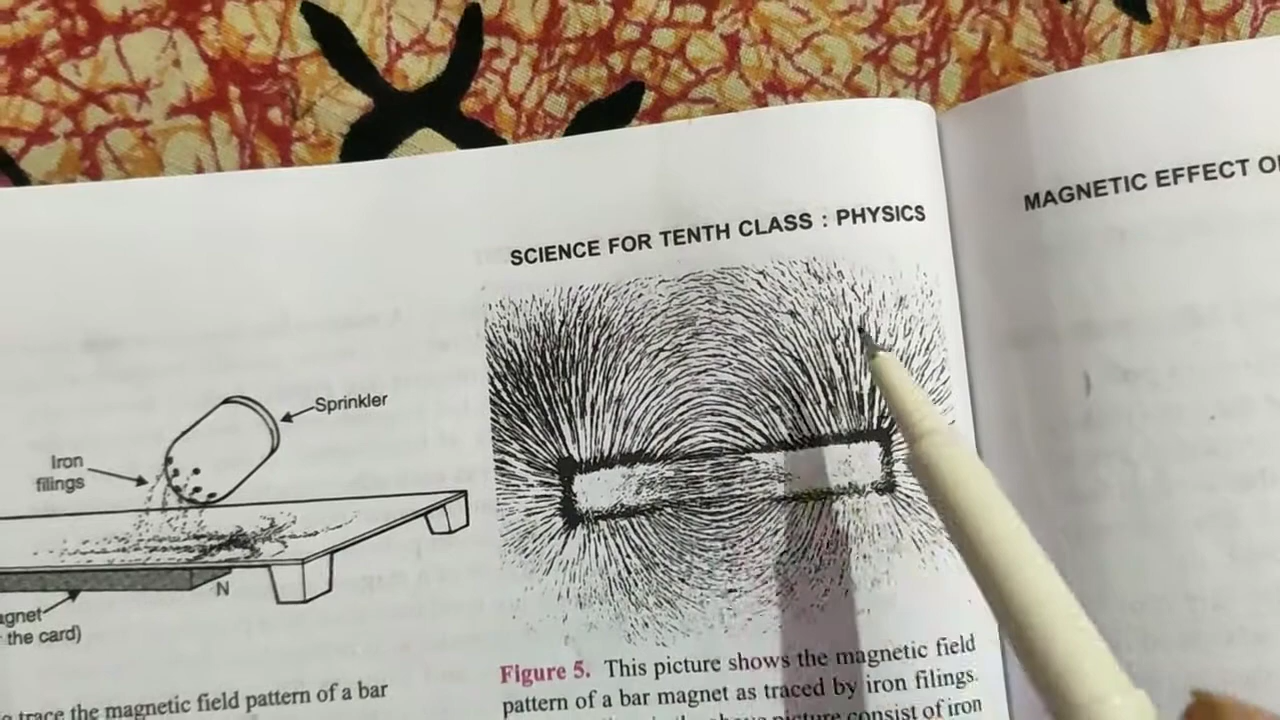 SCIENCE FOR TENTH CLASS : PHYSICS
MAGNETIC EFFECT
Sprinkler
Iron
filings
N
the card)
trace the magnetic field pattern of a bar
Figure 5. This picture shows the magnetic field
pattern of a bar magnet as traced by iron filings.
picture consist of iron